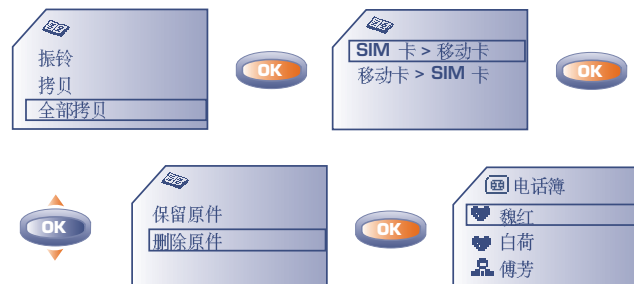 振铃
拷贝
全部拷贝
OK
SIM 卡 > 移动卡
移动卡 > SIM 卡
OK
OK
保留原件
删除原件
OK
电话簿
魏红
白荷
傅芳